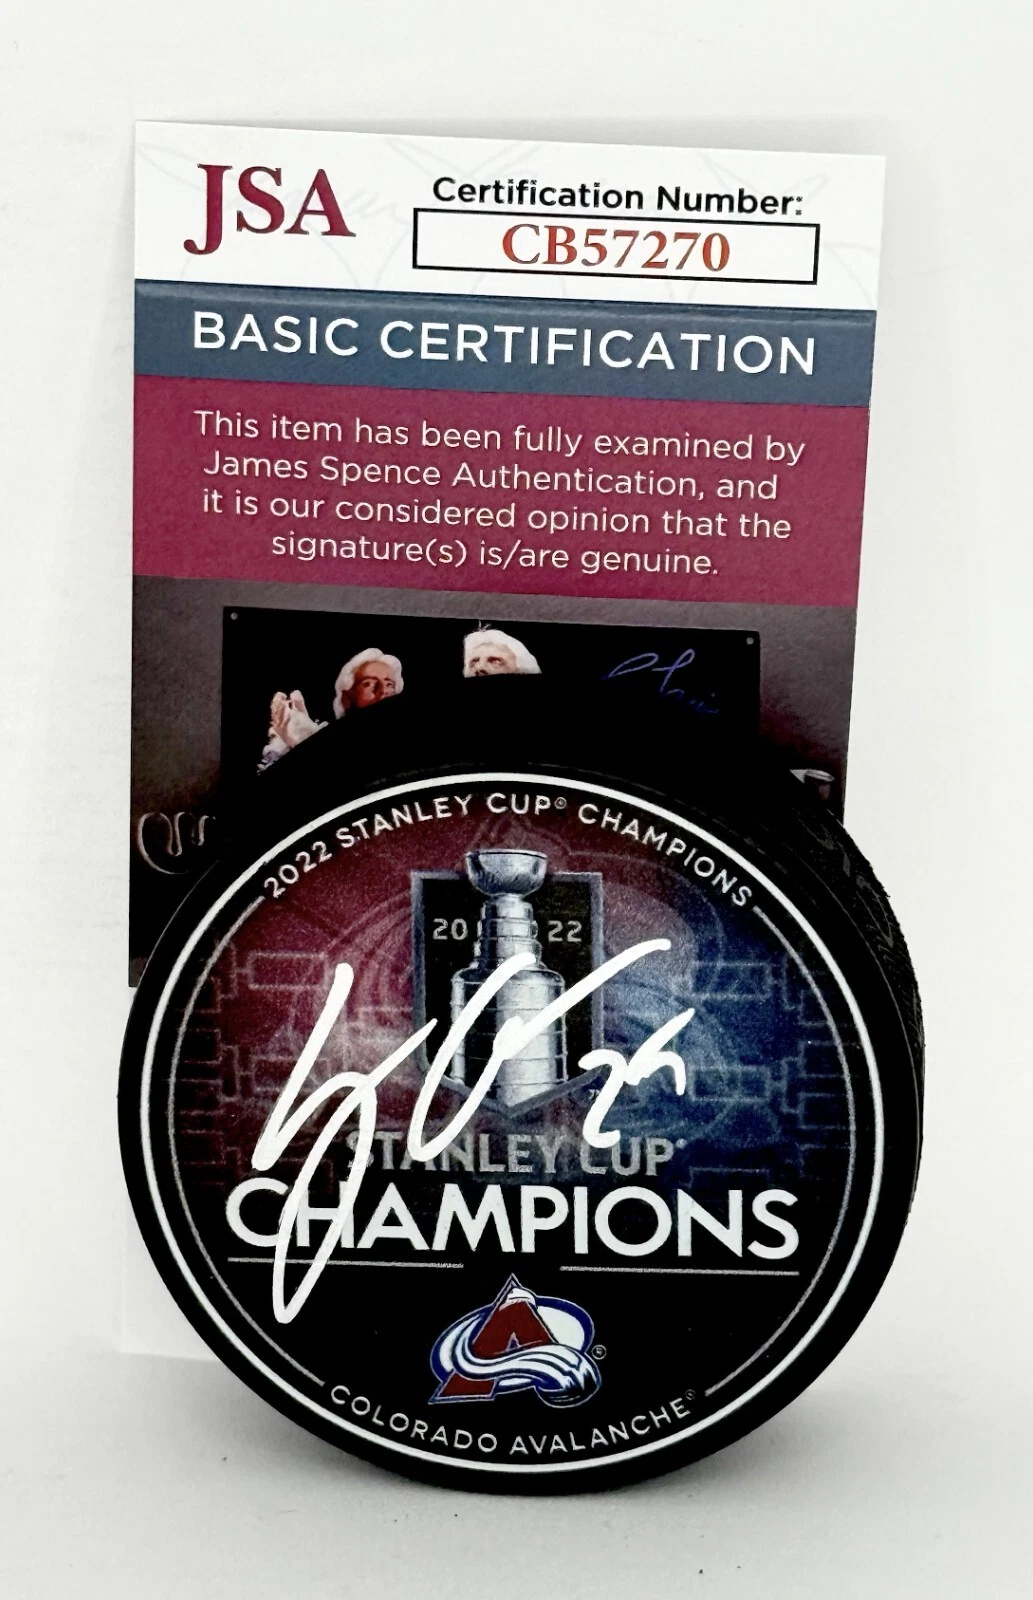 JSA
Certification Number:
CB57270
BASIC CERTIFICATION
This item has been fully examined by
James Spence Authentication, and
it is our considered opinion that the
signature(s) is/are genuine.
2022 STANLEY CUP® CHAMPIONS
20 22
STANLEY CUP®
CHAMPIONS
A
®
COLORADO AVALANCHE®